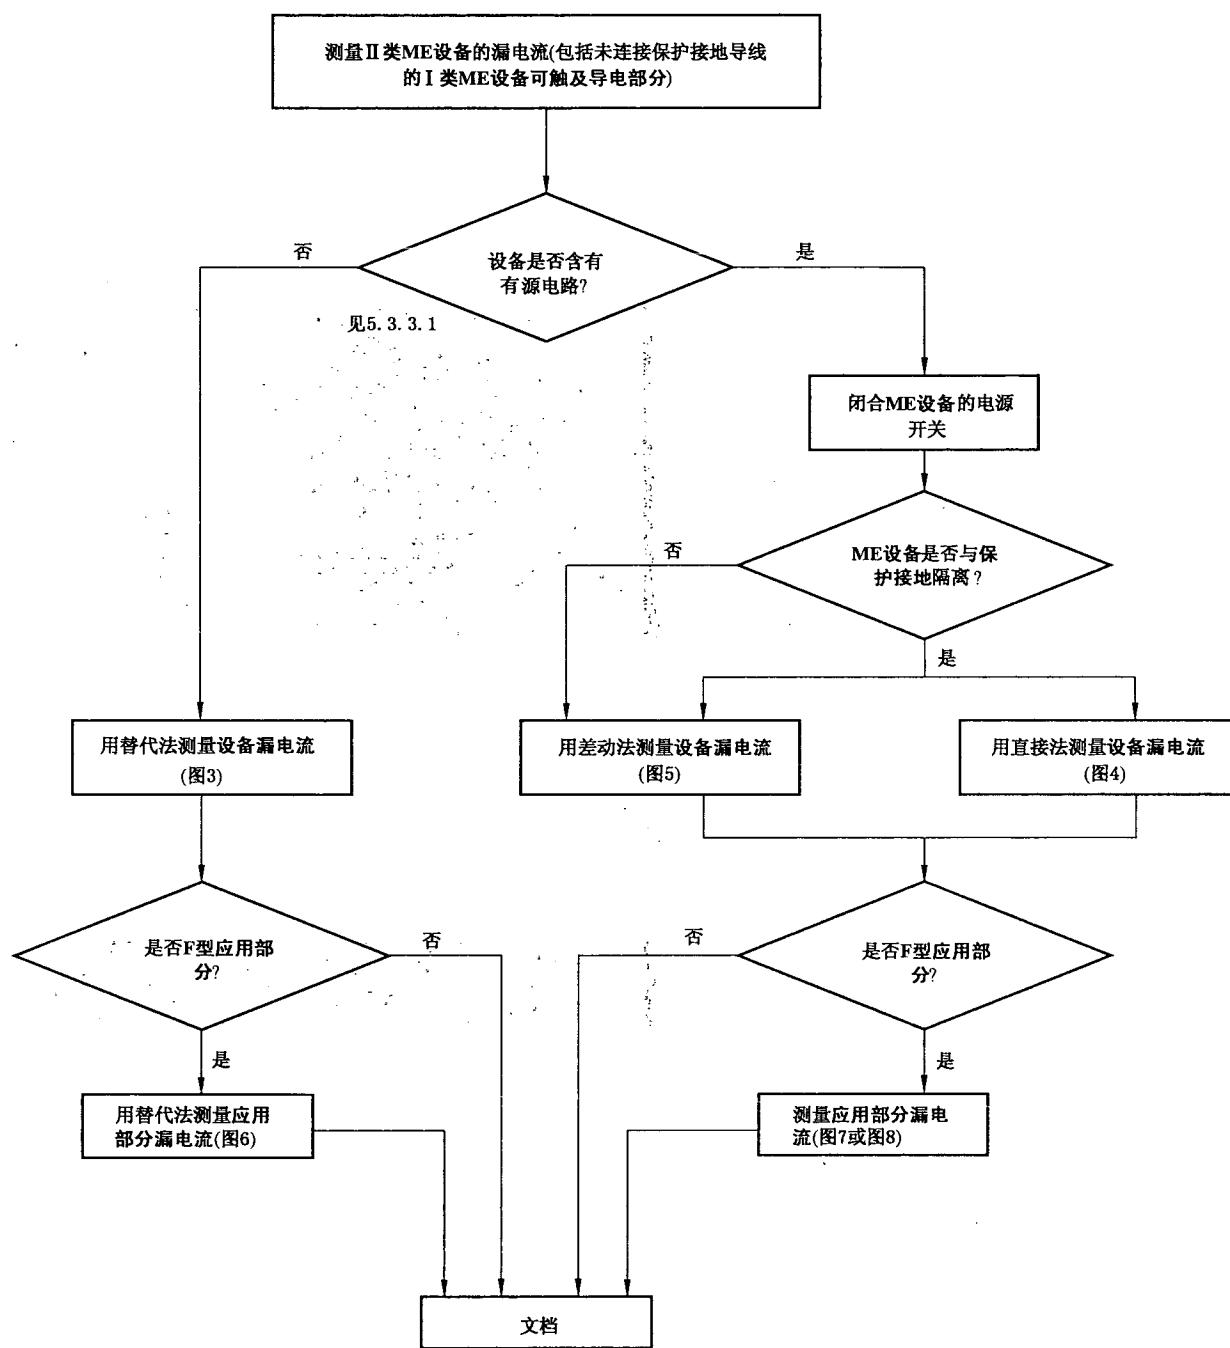 测量Ⅱ类ME设备的漏电流(包括未连接保护接地导线
的Ⅰ类ME设备可触及导电部分)
否
设备是否含有
有源电路?
是
见5.3.3.1
闭合ME设备的电源
开关
否
ME设备是否与保
护接地隔离?
是
用替代法测量设备漏电流
(图3)
用差动法测量设备漏电流
(图5)
用直接法测量设备漏电流
(图4)
是否F型应用部
分?
否
否
是否F型应用部
分?
是
是
用替代法测量应用
部分漏电流(图6)
测量应用部分漏电
流(图7或图8)
文档